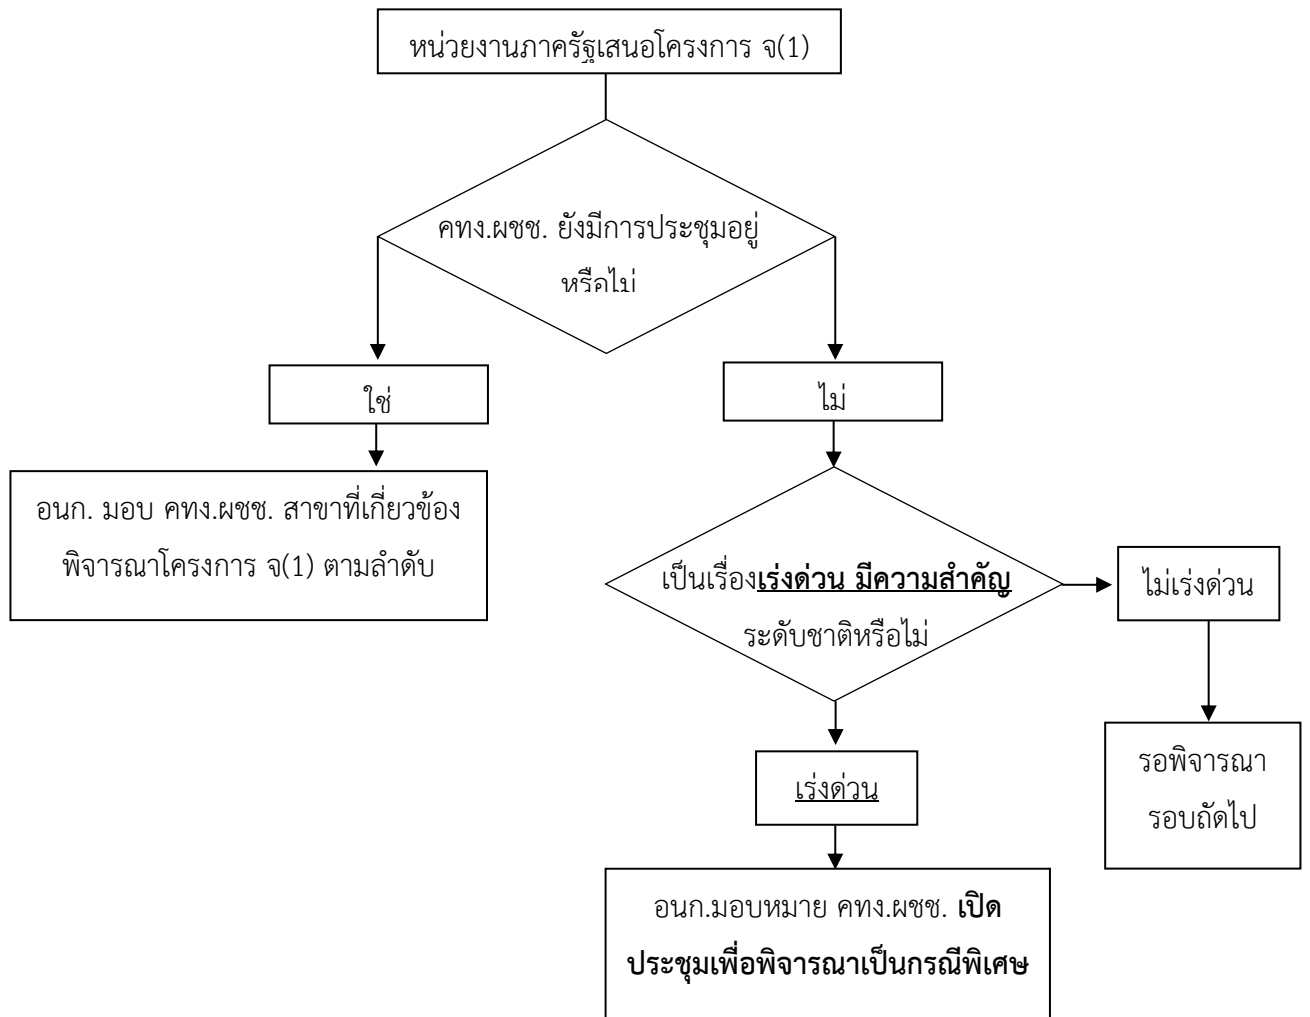 หน่วยงานภาครัฐเสนอโครงการ จ(1)
คทง.ผชช. ยังมีการประชุมอยู่
หรือไม่
ใช่
ไม่
อนก. มอบ คทง.ผชช. สาขาที่เกี่ยวข้อง
พิจารณาโครงการ จ(1) ตามลำดับ
เป็นเรื่องเร่งด่วน มีความสำคัญ
ระดับชาติหรือไม่
ไม่เร่งด่วน
เร่งด่วน
รอพิจารณา
รอบถัดไป
อนก.มอบหมาย คทง.ผชช. เปิด
ประชุมเพื่อพิจารณาเป็นกรณีพิเศษ